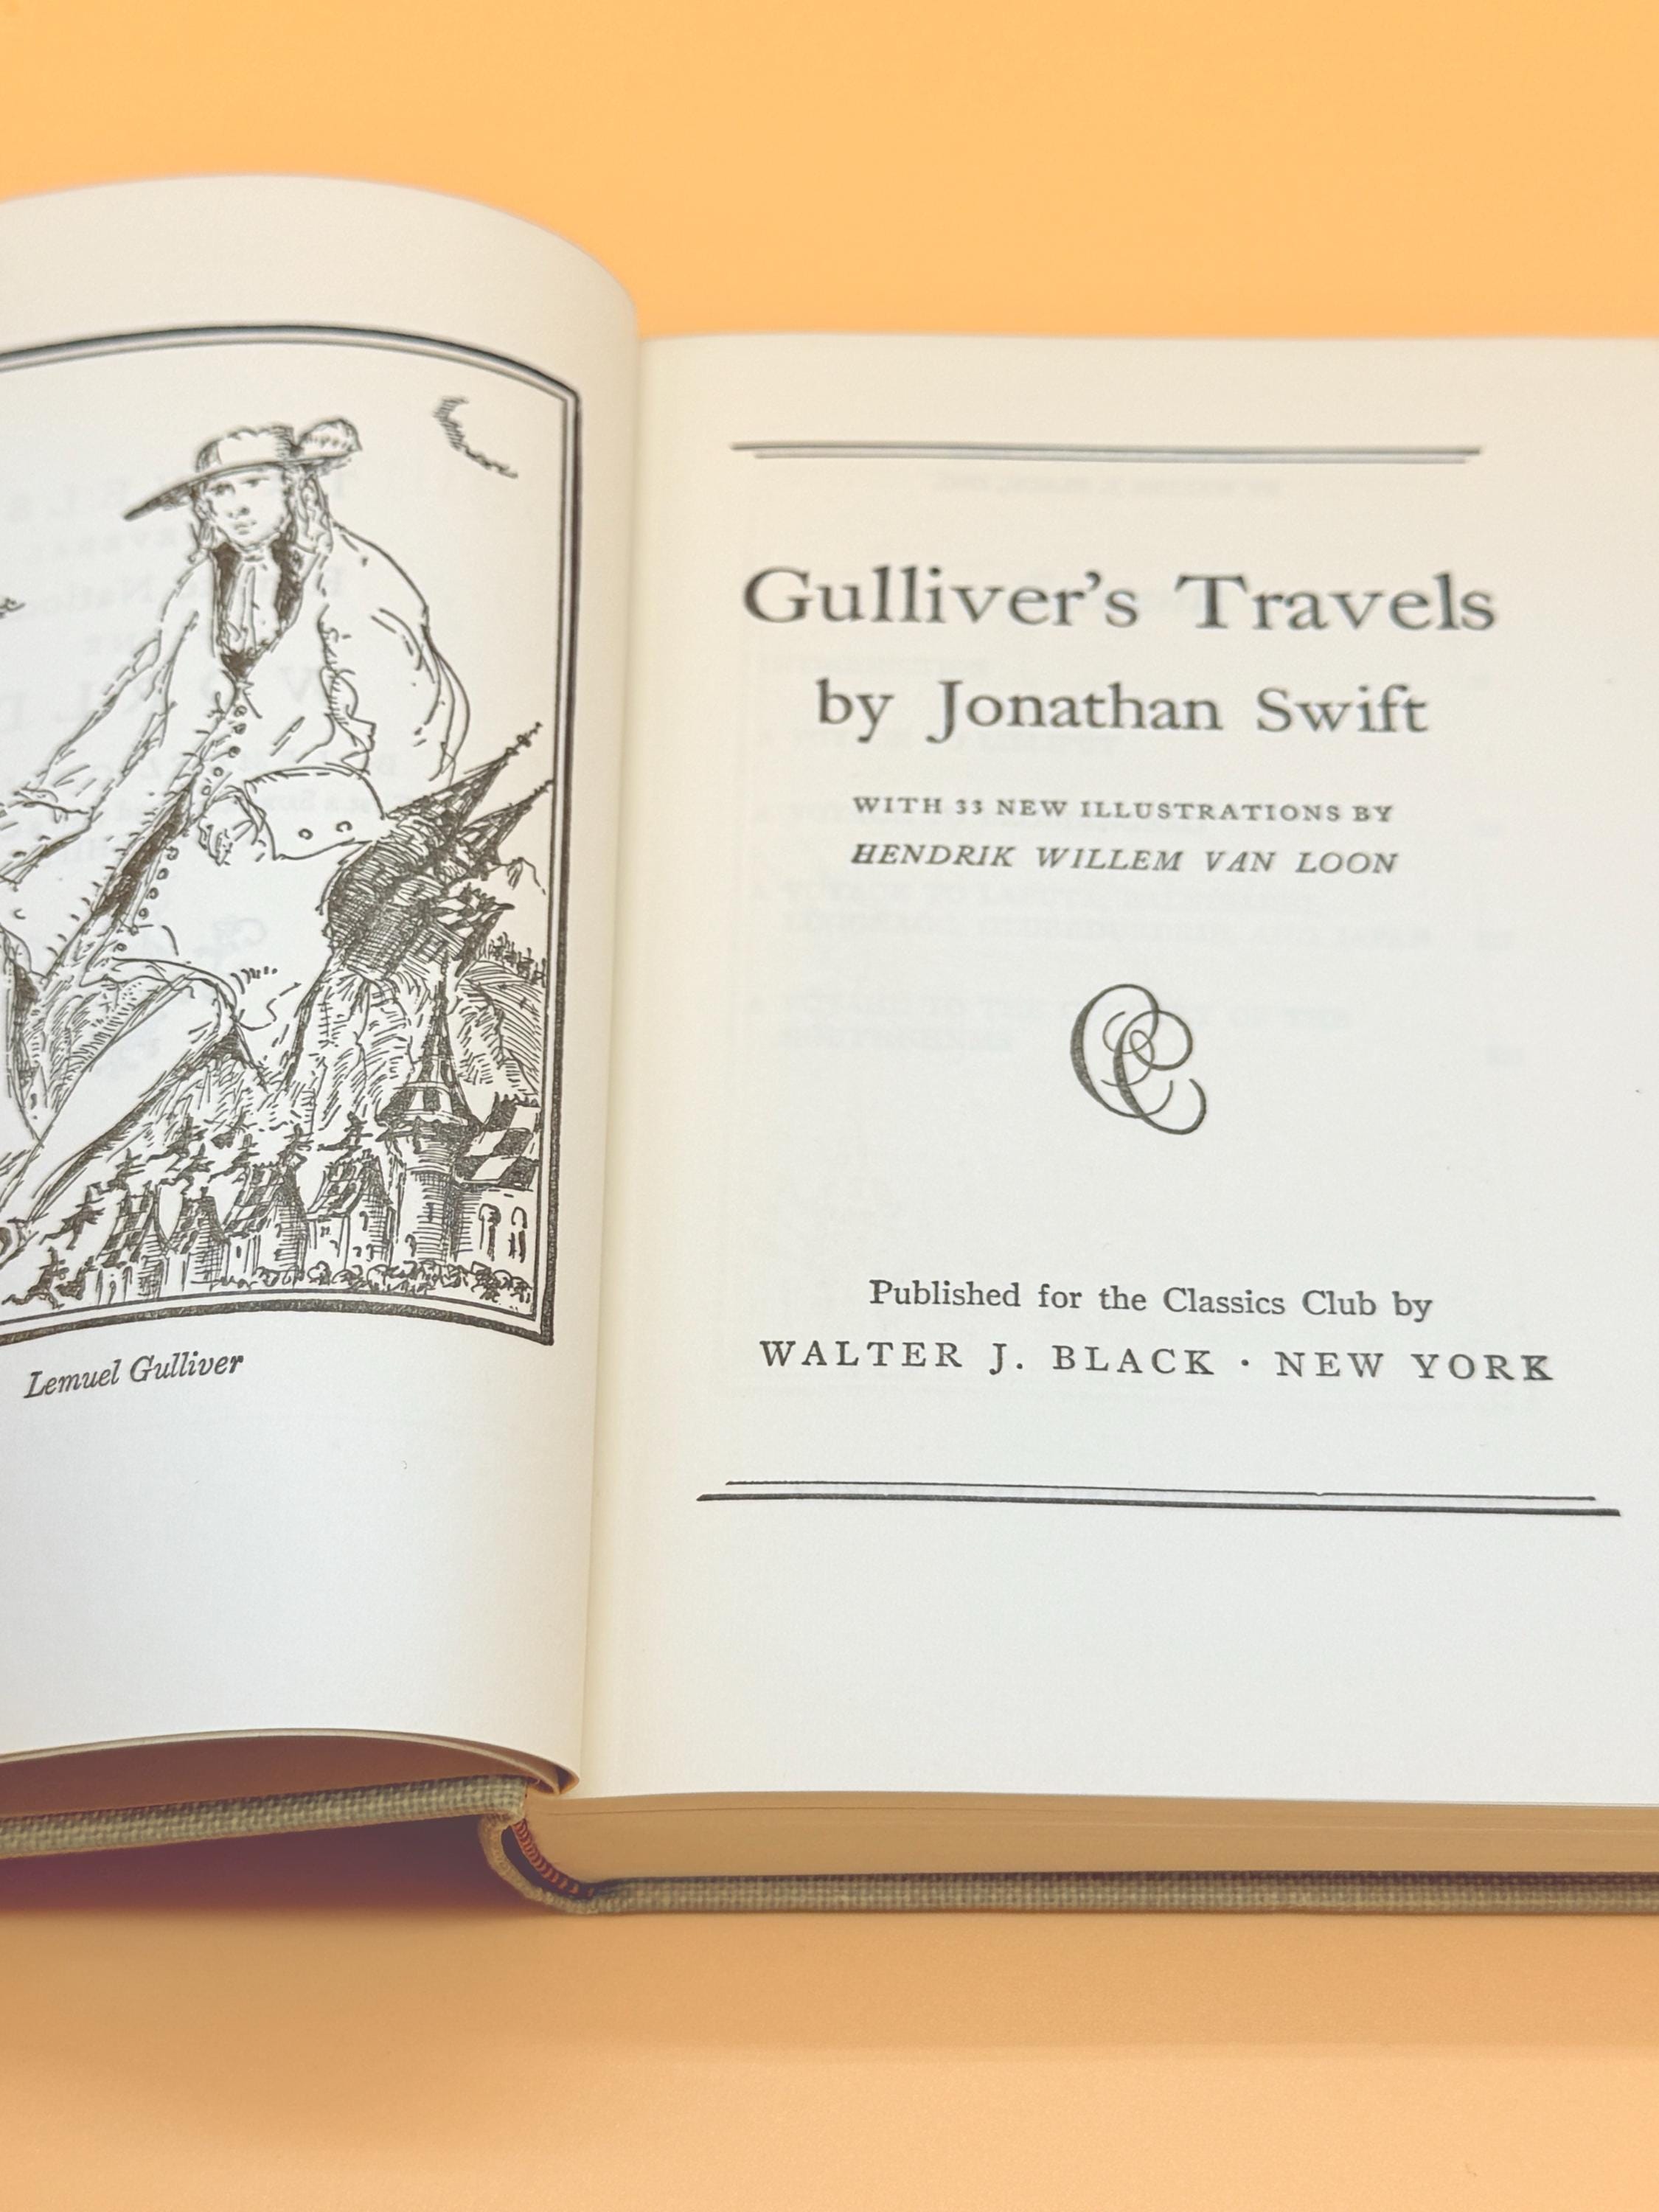 Lemuel Gulliver
Gulliver's Travels
by Jonathan Swift
WITH 33 NEW ILLUSTRATIONS BY
HENDRIK WILLEM VAN LOON
CC
Published for the Classics Club by
WALTER J. BLACK · NEW YORK